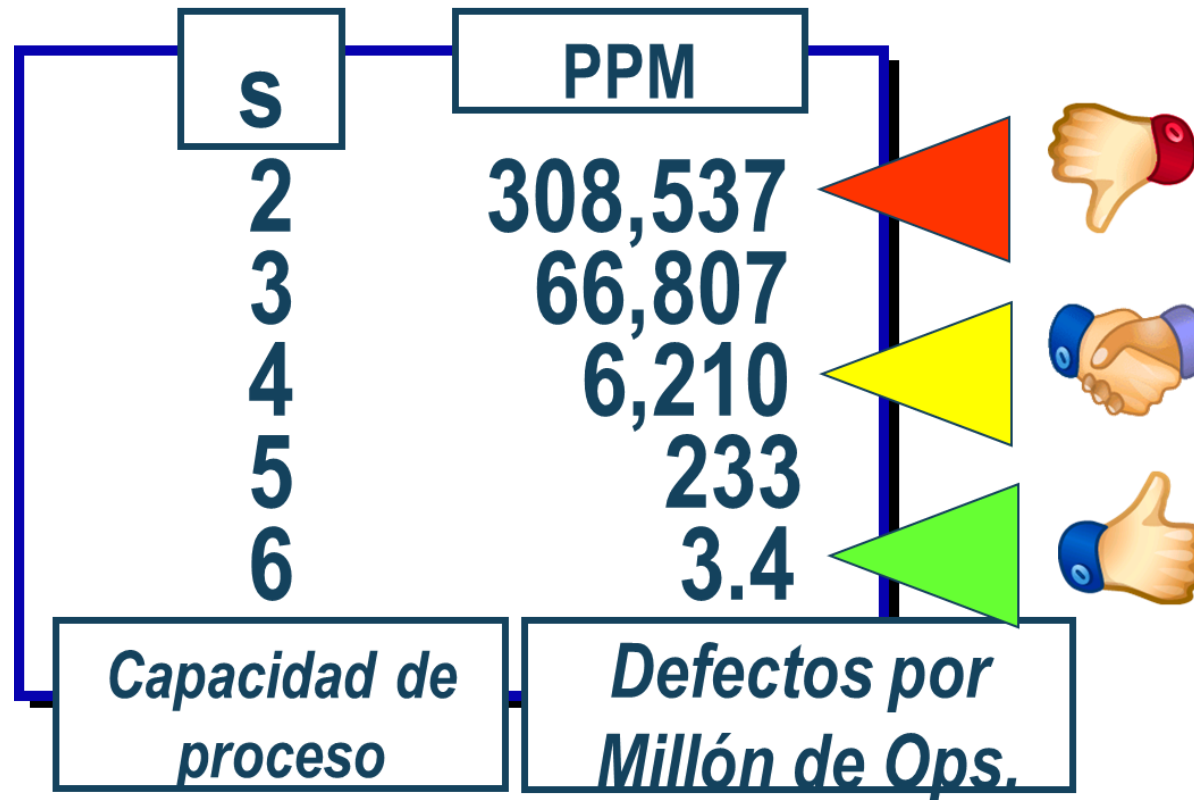 s PPM
2 308,537
3 66,807
4 6,210
5 233
6 3.4
Capacidad de
proceso
Defectos por
Millón de Ops.